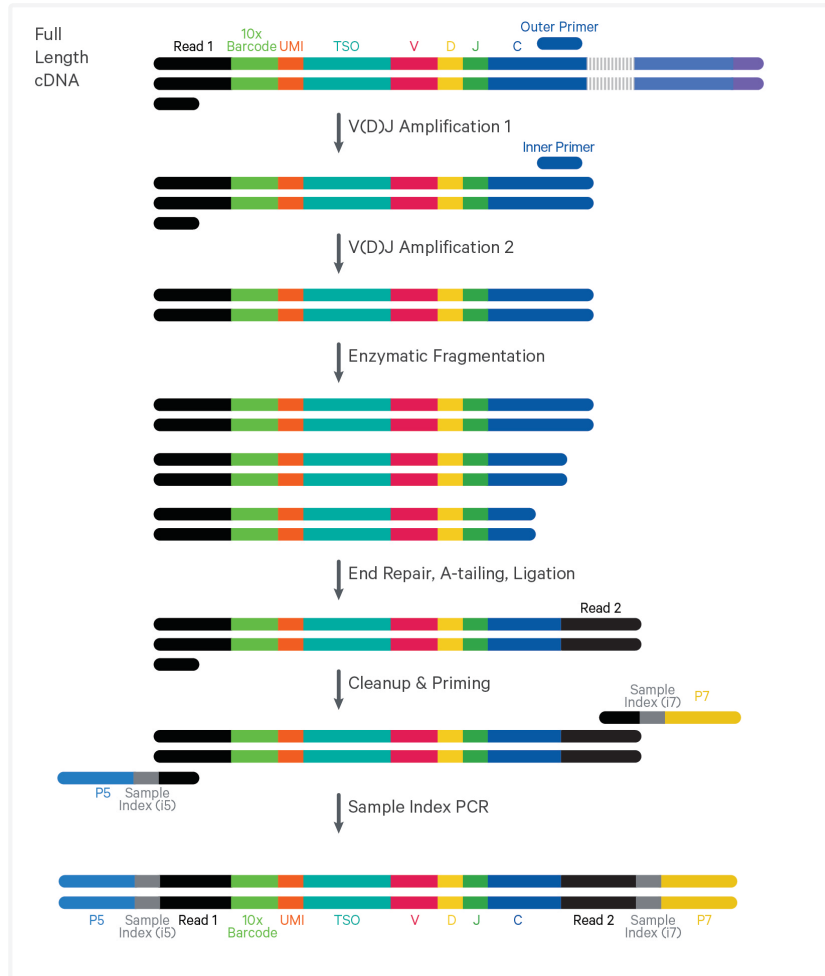 Full
Length
cDNA
Outer Primer
Read 1
10x
Barcode
UMI
TSO
V
D
J
C
V(D)J Amplification 1
Inner Primer
V(D)J Amplification 2
Enzymatic Fragmentation
End Repair, A-tailing, Ligation
Read 2
Cleanup & Priming
Sample
Index (i7)
P7
P5
Sample
Index (i5)
Sample Index PCR
P5
Sample
Index (i5)
Read 1
10x
Barcode
UMI
TSO
V
D
J
C
Read 2
Sample
Index (i7)
P7